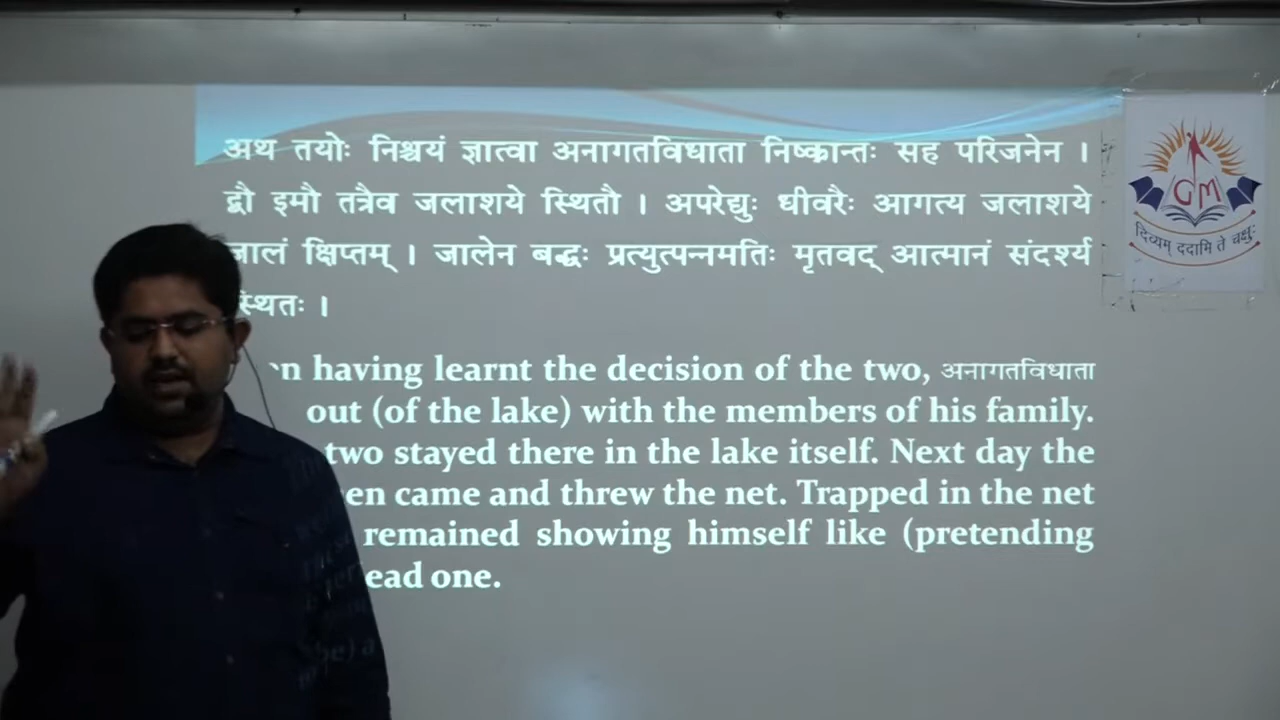 अथ तयोः निश्चयं ज्ञात्वा अनागतविधाता निष्क्रान्तः सह परिजनेन ।
द्वौ इमौ तत्रैव जलाशये स्थितौ । अपरेद्युः धीवरैः आगत्य जलाशये
जालं क्षिप्तम् । जालेन बद्धः प्रत्युत्पन्नमतिः मृतवद् आत्मानं संदर्श्य
स्थितः ।
having learnt the decision of the two, अनागतविधाता
out (of the lake) with the members of his family.
two stayed there in the lake itself. Next day the
came and threw the net. Trapped in the net
remained showing himself like (pretending
one.
GM
दिव्यम् ददामि ते चक्षुः